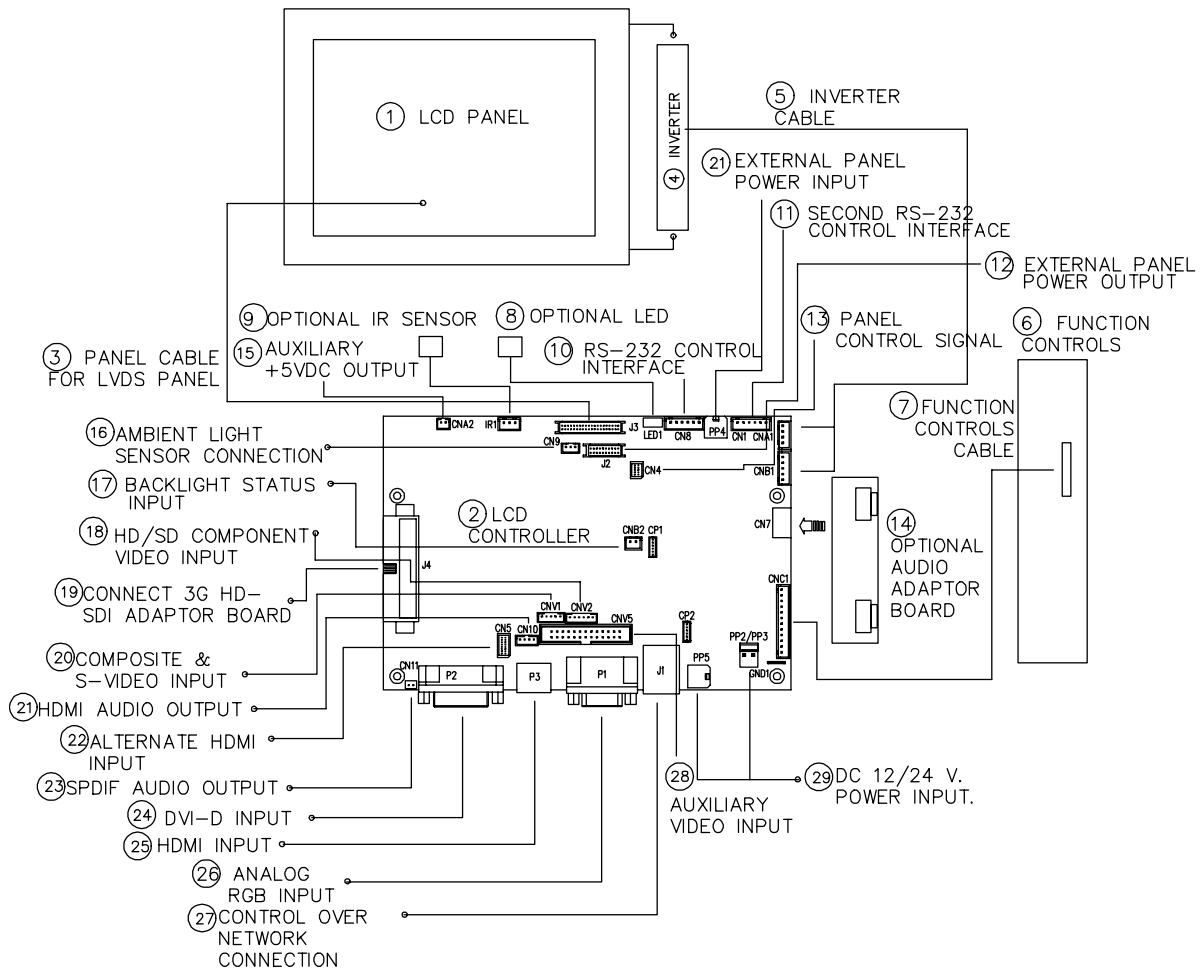 1 LCD PANEL
4 INVERTER
5 INVERTER
CABLE
21 EXTERNAL PANEL
POWER INPUT
11 SECOND RS-232
CONTROL INTERFACE
12 EXTERNAL PANEL
POWER OUTPUT
9 OPTIONAL IR SENSOR
8 OPTIONAL LED
13 PANEL
CONTROL SIGNAL
6 FUNCTION
CONTROLS
3 PANEL CABLE
FOR LVDS PANEL
15 AUXILIARY
+5VDC OUTPUT
10 RS-232 CONTROL
INTERFACE
7 FUNCTION
CONTROLS
CABLE
CNA2
IR1
J3
LED1
CN8
PP4
CN1
CNA1
16 AMBIENT LIGHT
SENSOR CONNECTION
CN9
J2
CN4
CNB1
17 BACKLIGHT STATUS
INPUT
2 LCD
CONTROLLER
CNB2
CP1
CN7
14
OPTIONAL
AUDIO
ADAPTOR
BOARD
18 HD/SD COMPONENT
VIDEO INPUT
J4
19 CONNECT 3G HD-
SDI ADAPTOR BOARD
CNV1
CNV2
CNV5
CNC1
CN5
CN10
CP2
PP2/PP3
20 COMPOSITE &
S-VIDEO INPUT
CN11
P2
P3
P1
J1
PP5
GND1
21 HDMI AUDIO OUTPUT
22 ALTERNATE HDMI
INPUT
23 SPDIF AUDIO OUTPUT
24 DVI-D INPUT
25 HDMI INPUT
26 ANALOG
RGB INPUT
27 CONTROL OVER
NETWORK
CONNECTION
28
AUXILIARY
VIDEO INPUT
29 DC 12/24 V.
POWER INPUT.